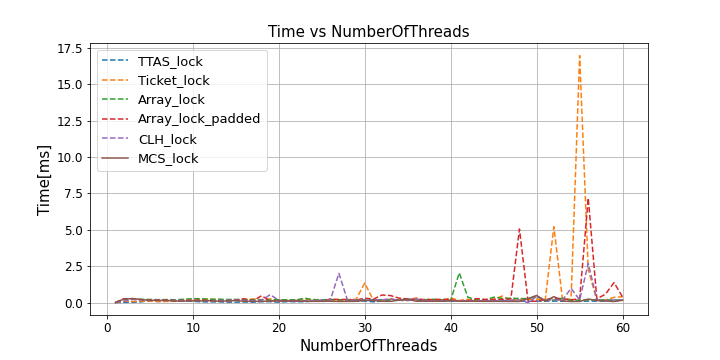 Time vs NumberOfThreads
17.5
15.0
12.5
10.0
7.5
5.0
2.5
0.0
Time[ms]
TTAS_lock
Ticket_lock
Array_lock
Array_lock_padded
CLH_lock
MCS_lock
0 10 20 30 40 50 60
NumberOfThreads